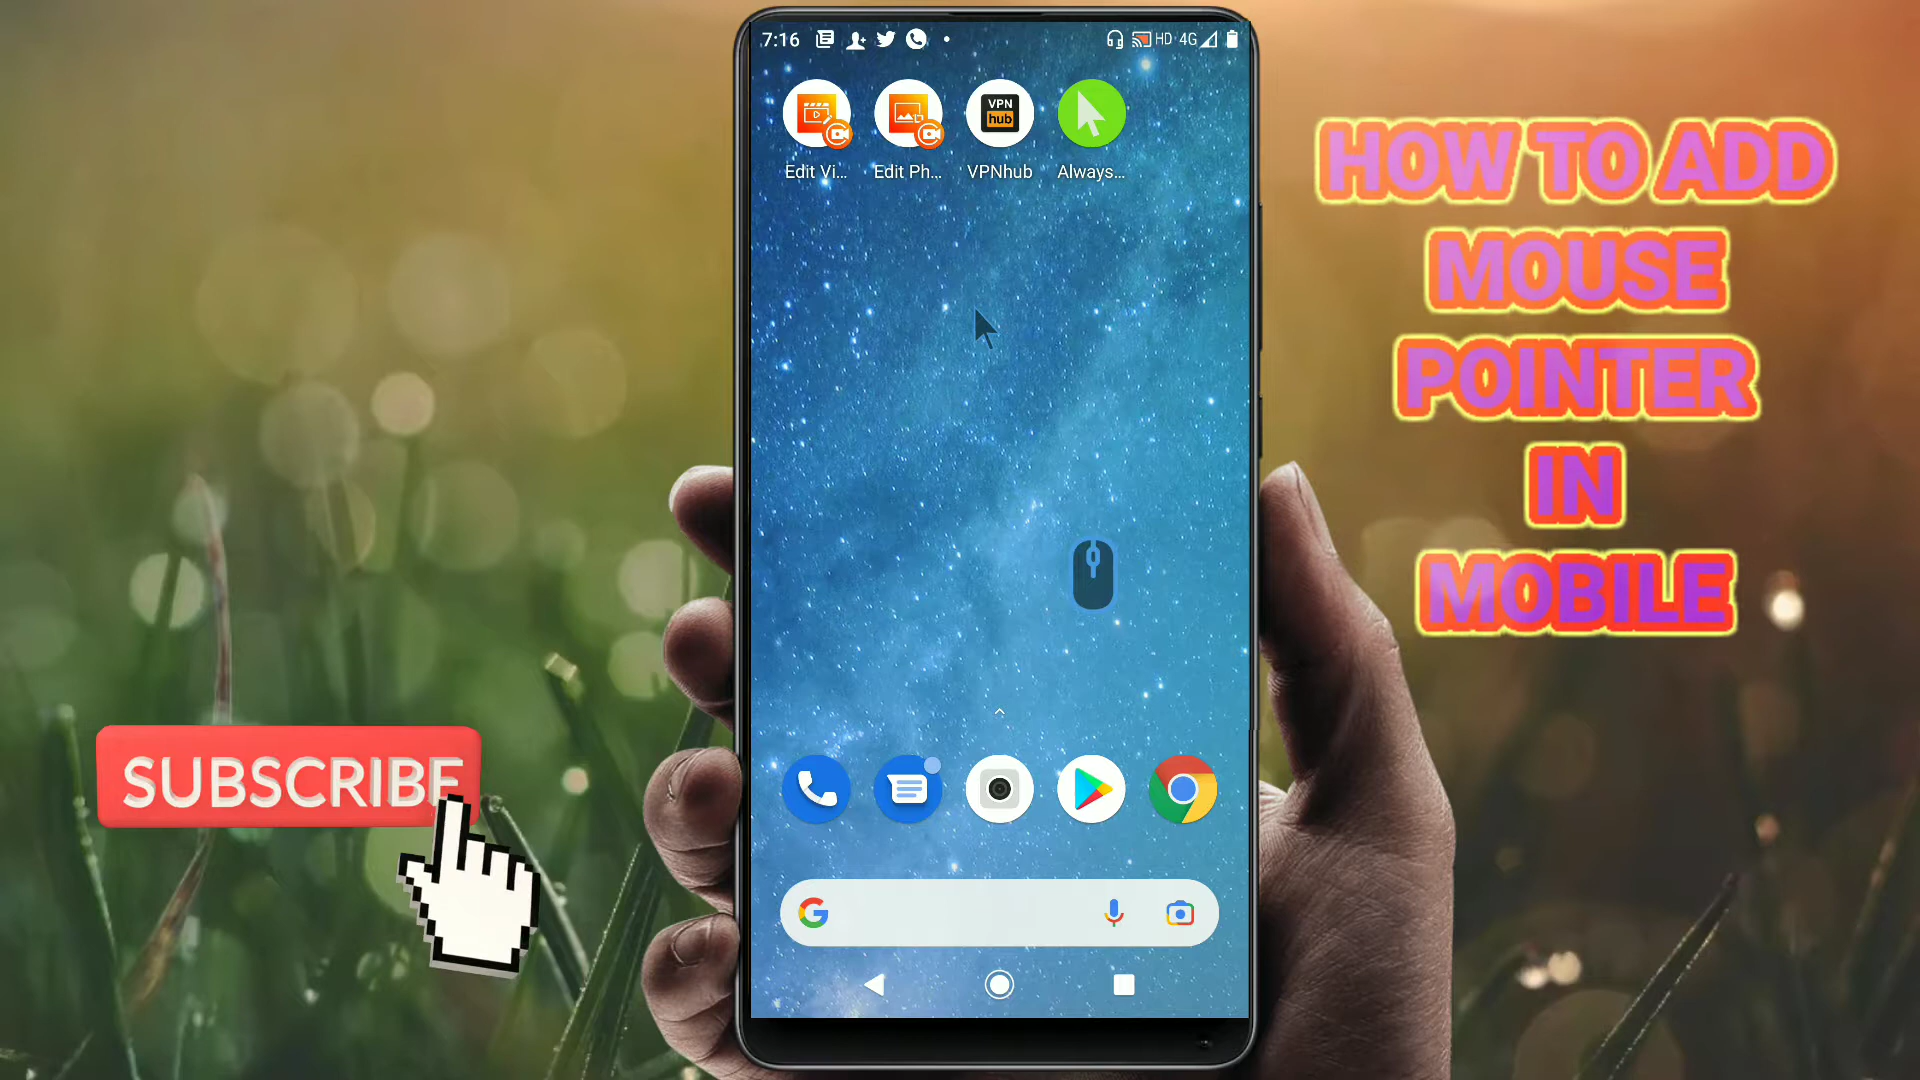 7:16
HD 4G
VPN
hub
Edit Vi...
Edit Ph...
VPNhub
Always...
HOW TO ADD
MOUSE
POINTER
IN
MOBILE
SUBSCRIBE